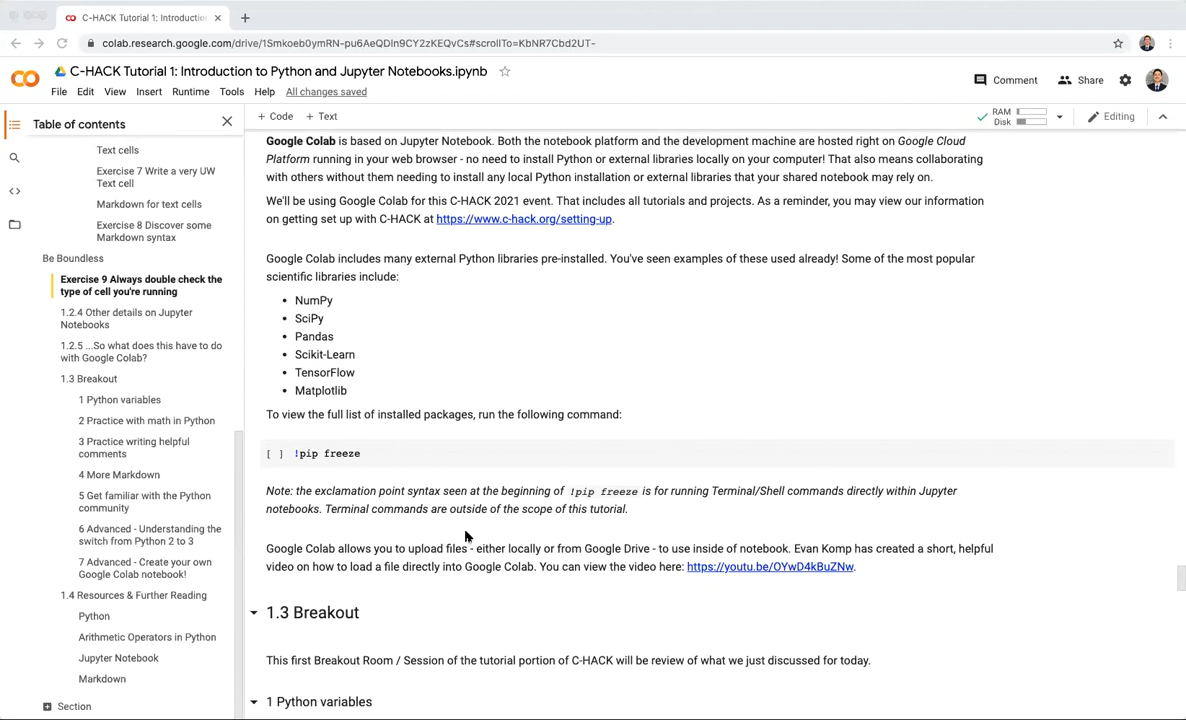 C-HACK Tutorial 1: Introduction
colab.research.google.com/drive/1Smkoeb0ymRN-pu6AeQDln9CY2zKEQvCs#scrollTo=KbNR7Cbd2UT-
C-HACK Tutorial 1: Introduction to Python and Jupyter Notebooks.ipynb
Comment
Share
File Edit View Insert Runtime Tools Help All changes saved
Table of contents
+ Code + Text
RAM
Disk
Editing
Text cells
Exercise 7 Write a very UW
Text cell
Markdown for text cells
Exercise 8 Discover some
Markdown syntax
Be Boundless
Exercise 9 Always double check the
type of cell you're running
1.2.4 Other details on Jupyter
Notebooks
1.2.5 ...So what does this have to do
with Google Colab?
1.3 Breakout
1 Python variables
2 Practice with math in Python
3 Practice writing helpful
comments
4 More Markdown
5 Get familiar with the Python
community
6 Advanced - Understanding the
switch from Python 2 to 3
7 Advanced - Create your own
Google Colab notebook!
1.4 Resources & Further Reading
Python
Arithmetic Operators in Python
Jupyter Notebook
Markdown
Section
Google Colab is based on Jupyter Notebook. Both the notebook platform and the development machine are hosted right on Google Cloud
Platform running in your web browser - no need to install Python or external libraries locally on your computer! That also means collaborating
with others without them needing to install any local Python installation or external libraries that your shared notebook may rely on.
We'll be using Google Colab for this C-HACK 2021 event. That includes all tutorials and projects. As a reminder, you may view our information
on getting set up with C-HACK at https://www.c-hack.org/setting-up.
Google Colab includes many external Python libraries pre-installed. You've seen examples of these used already! Some of the most popular
scientific libraries include:
• NumPy
• SciPy
• Pandas
• Scikit-Learn
• TensorFlow
• Matplotlib
To view the full list of installed packages, run the following command:
[ ] !pip freeze
Note: the exclamation point syntax seen at the beginning of !pip freeze is for running Terminal/Shell commands directly within Jupyter
notebooks. Terminal commands are outside of the scope of this tutorial.
Google Colab allows you to upload files - either locally or from Google Drive - to use inside of notebook. Evan Komp has created a short, helpful
video on how to load a file directly into Google Colab. You can view the video here: https://youtu.be/OYwD4kBuZNw.
1.3 Breakout
This first Breakout Room / Session of the tutorial portion of C-HACK will be review of what we just discussed for today.
1 Python variables